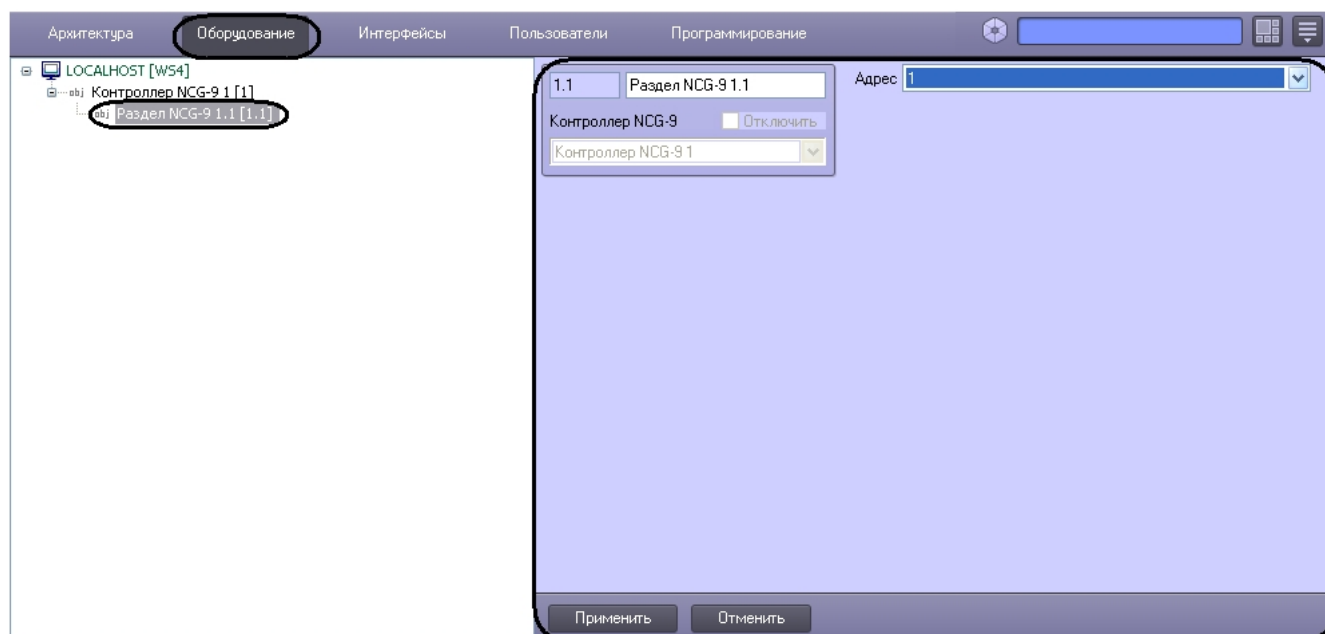 Архитектура Оборудование Интерфейсы Пользователи Программирование
LOCALHOST [WS4]
obj Контроллер NCG-9 1 [1]
obj Раздел NCG-9 1.1 [1.1]
1.1 Раздел NCG-9 1.1
Контроллер NCG-9 Отключить
Контроллер NCG-9 1
Адрес 1
Применить Отменить